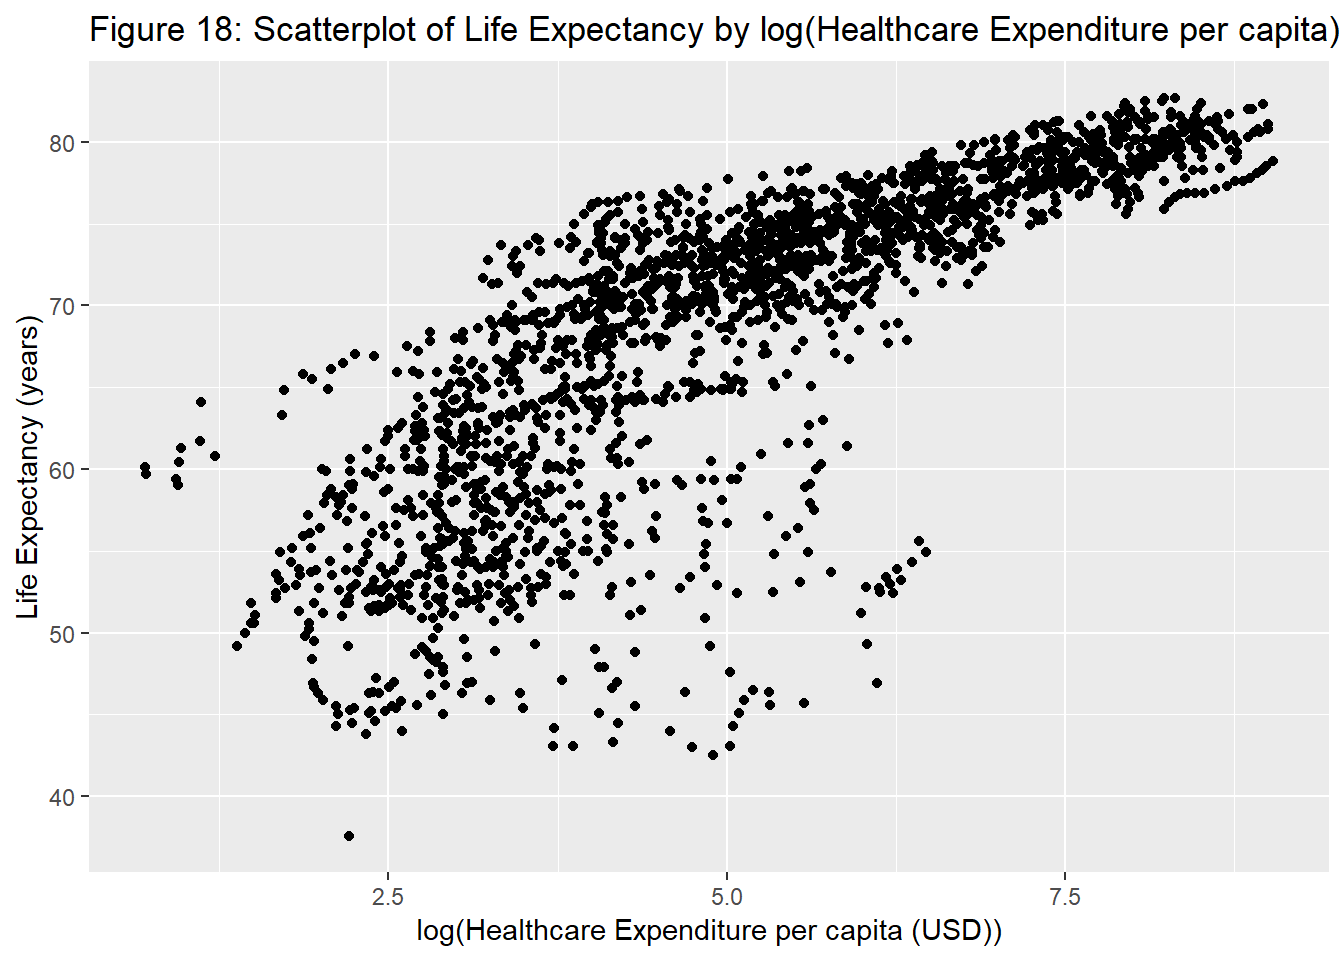 Figure 18: Scatterplot of Life Expectancy by log(Healthcare Expenditure per capita)
Life Expectancy (years)
80
70
60
50
40
2.5 5.0 7.5
log(Healthcare Expenditure per capita (USD))